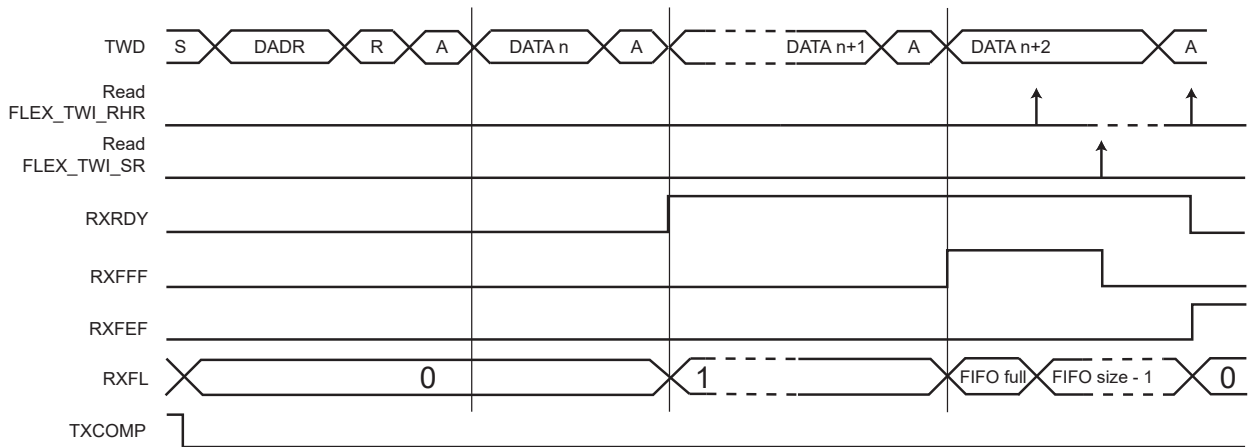 TWD S DADR R A DATA n A DATA n+1 A DATA n+2 A
Read
FLEX_TWI_RHR
Read
FLEX_TWI_SR
RXRDY
RXFFF
RXFEF
RXFL 0 1 FIFO full FIFO size - 1 0
TXCOMP